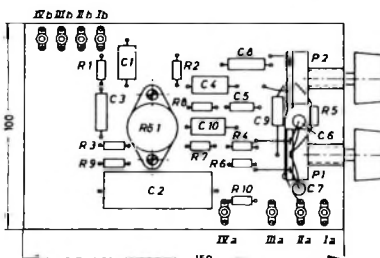 IVb IIIb IIb Ib
R1
C1
R2
C8
P2
C4
C3
R8
C5
C9
R5
100
Rö1
C10
C6
R3
R7
R4
R9
R6
P1
C2
C7
R10
IVa IIIa IIa Ia
150